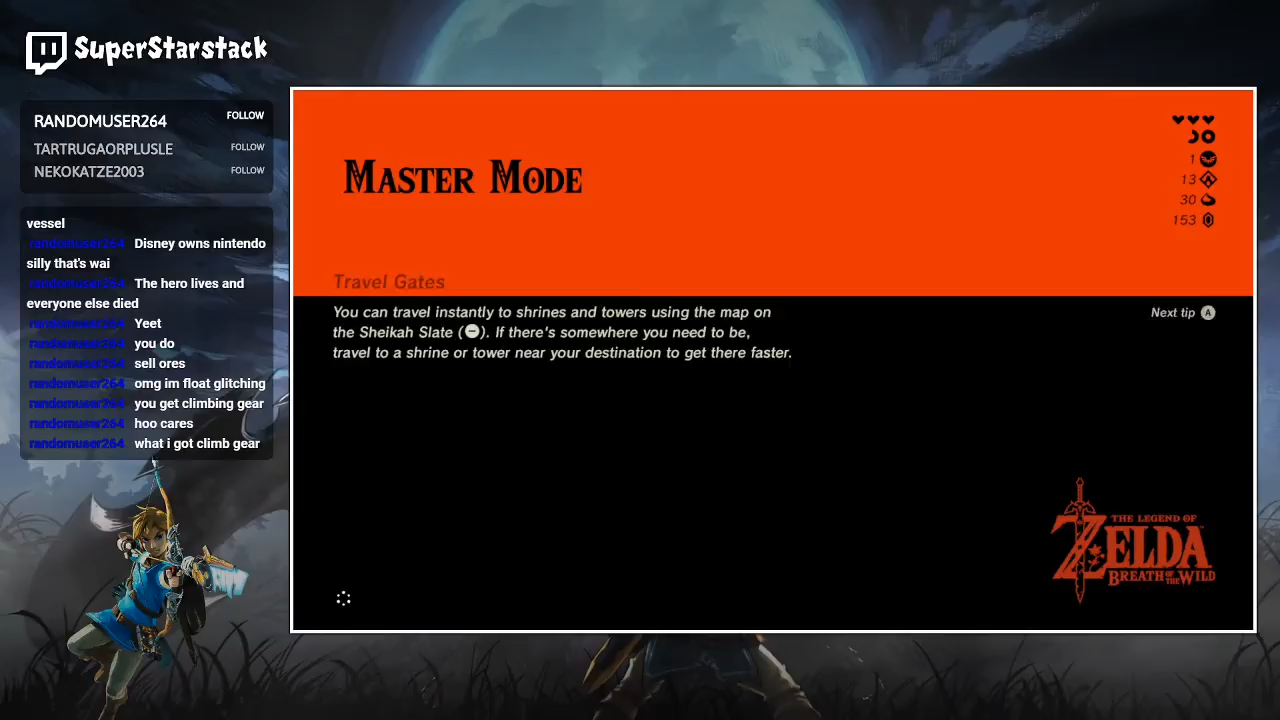 SuperStarstack
RANDOMUSER264 FOLLOW
TARTRUGAORPLUSLE FOLLOW
NEKOKATZE2003 FOLLOW
vessel
randomuser264 Disney owns nintendo
silly that's wai
randomuser264 The hero lives and
everyone else died
randomuser264 Yeet
randomuser264 you do
randomuser264 sell ores
randomuser264 omg im float glitching
randomuser264 you get climbing gear
randomuser264 hoo cares
randomuser264 what i got climb gear
MASTER MODE
1
13
30
153
Travel Gates
You can travel instantly to shrines and towers using the map on
the Sheikah Slate (−). If there's somewhere you need to be,
travel to a shrine or tower near your destination to get there faster.
Next tip A
THE LEGEND OF
ZELDA
BREATH OF THE WILD